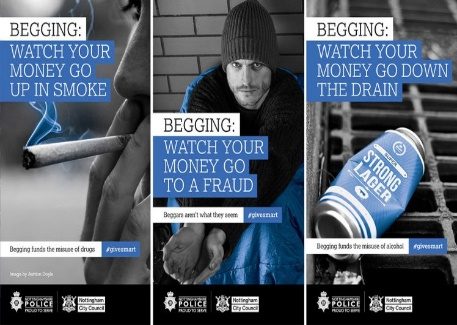 BEGGING:
WATCH YOUR
MONEY GO
UP IN SMOKE
Begging funds the misuse of drugs
#givesmart
Image by Ashton Coyle
NOTTINGHAMSHIRE
POLICE
PROUD TO SERVE
Nottingham
City Council
BEGGING:
WATCH YOUR
MONEY GO
TO A FRAUD
Beggars aren't what they seem
#givesmart
NOTTINGHAMSHIRE
POLICE
PROUD TO SERVE
Nottingham
City Council
BEGGING:
WATCH YOUR
MONEY GO DOWN
THE DRAIN
STRONG
LAGER
Begging funds the misuse of alcohol
#givesmart
NOTTINGHAMSHIRE
POLICE
PROUD TO SERVE
Nottingham
City Council